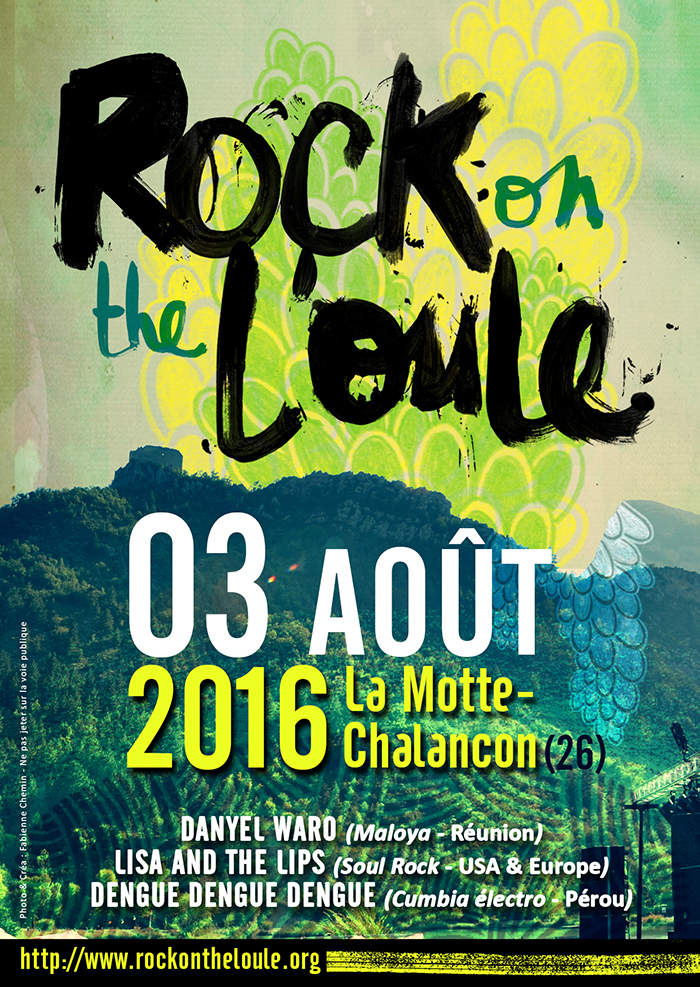 Rock on
the Loule
03 AOÛT
2016 La Motte-
Chalancon (26)
DANYEL WARO (Maloya - Réunion)
LISA AND THE LIPS (Soul Rock - USA & Europe)
DENGUE DENGUE DENGUE (Cumbia électro - Pérou)
http://www.rockontheloule.org
Photo & Créa : Fabienne Chemin - Ne pas jeter sur la voie publique